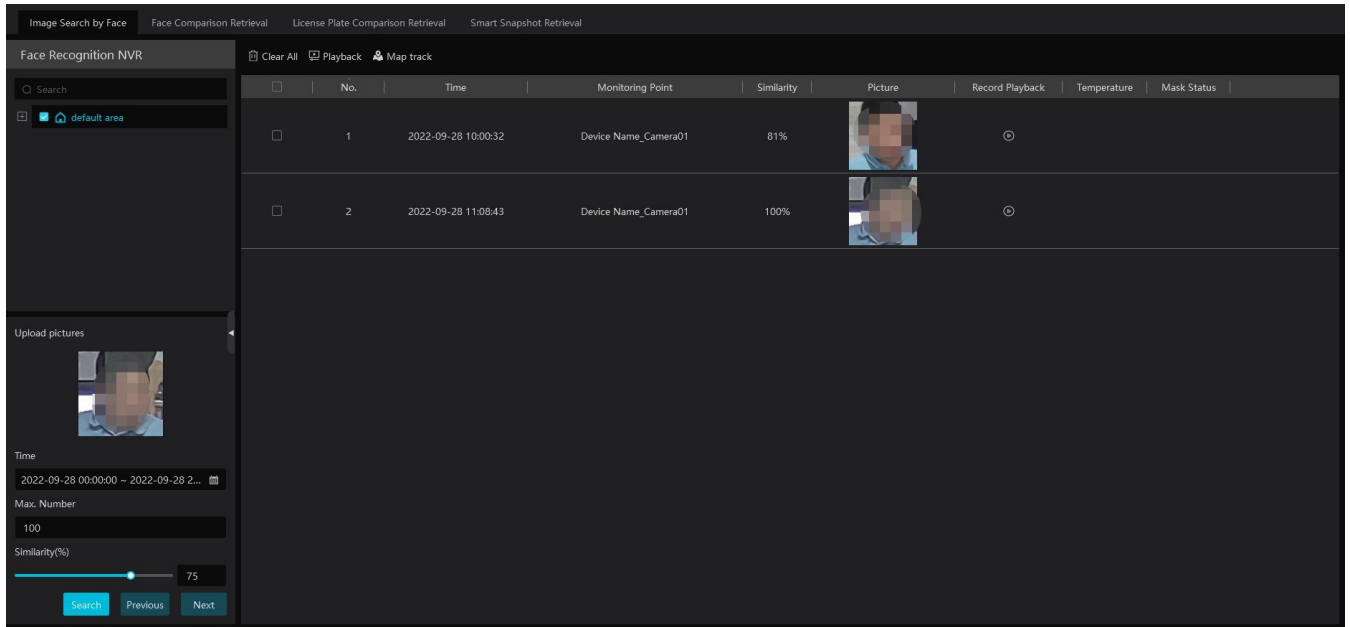 Image Search by Face Face Comparison Retrieval License Plate Comparison Retrieval Smart Snapshot Retrieval
Face Recognition NVR
Clear All Playback Map track
Search
No. Time Monitoring Point Similarity Picture Record Playback Temperature Mask Status
default area
1 2022-09-28 10:00:32 Device Name_Camera01 81%
2 2022-09-28 11:08:43 Device Name_Camera01 100%
Upload pictures
Time
2022-09-28 00:00:00 ~ 2022-09-28 2...
Max. Number
100
Similarity(%)
75
Search Previous Next